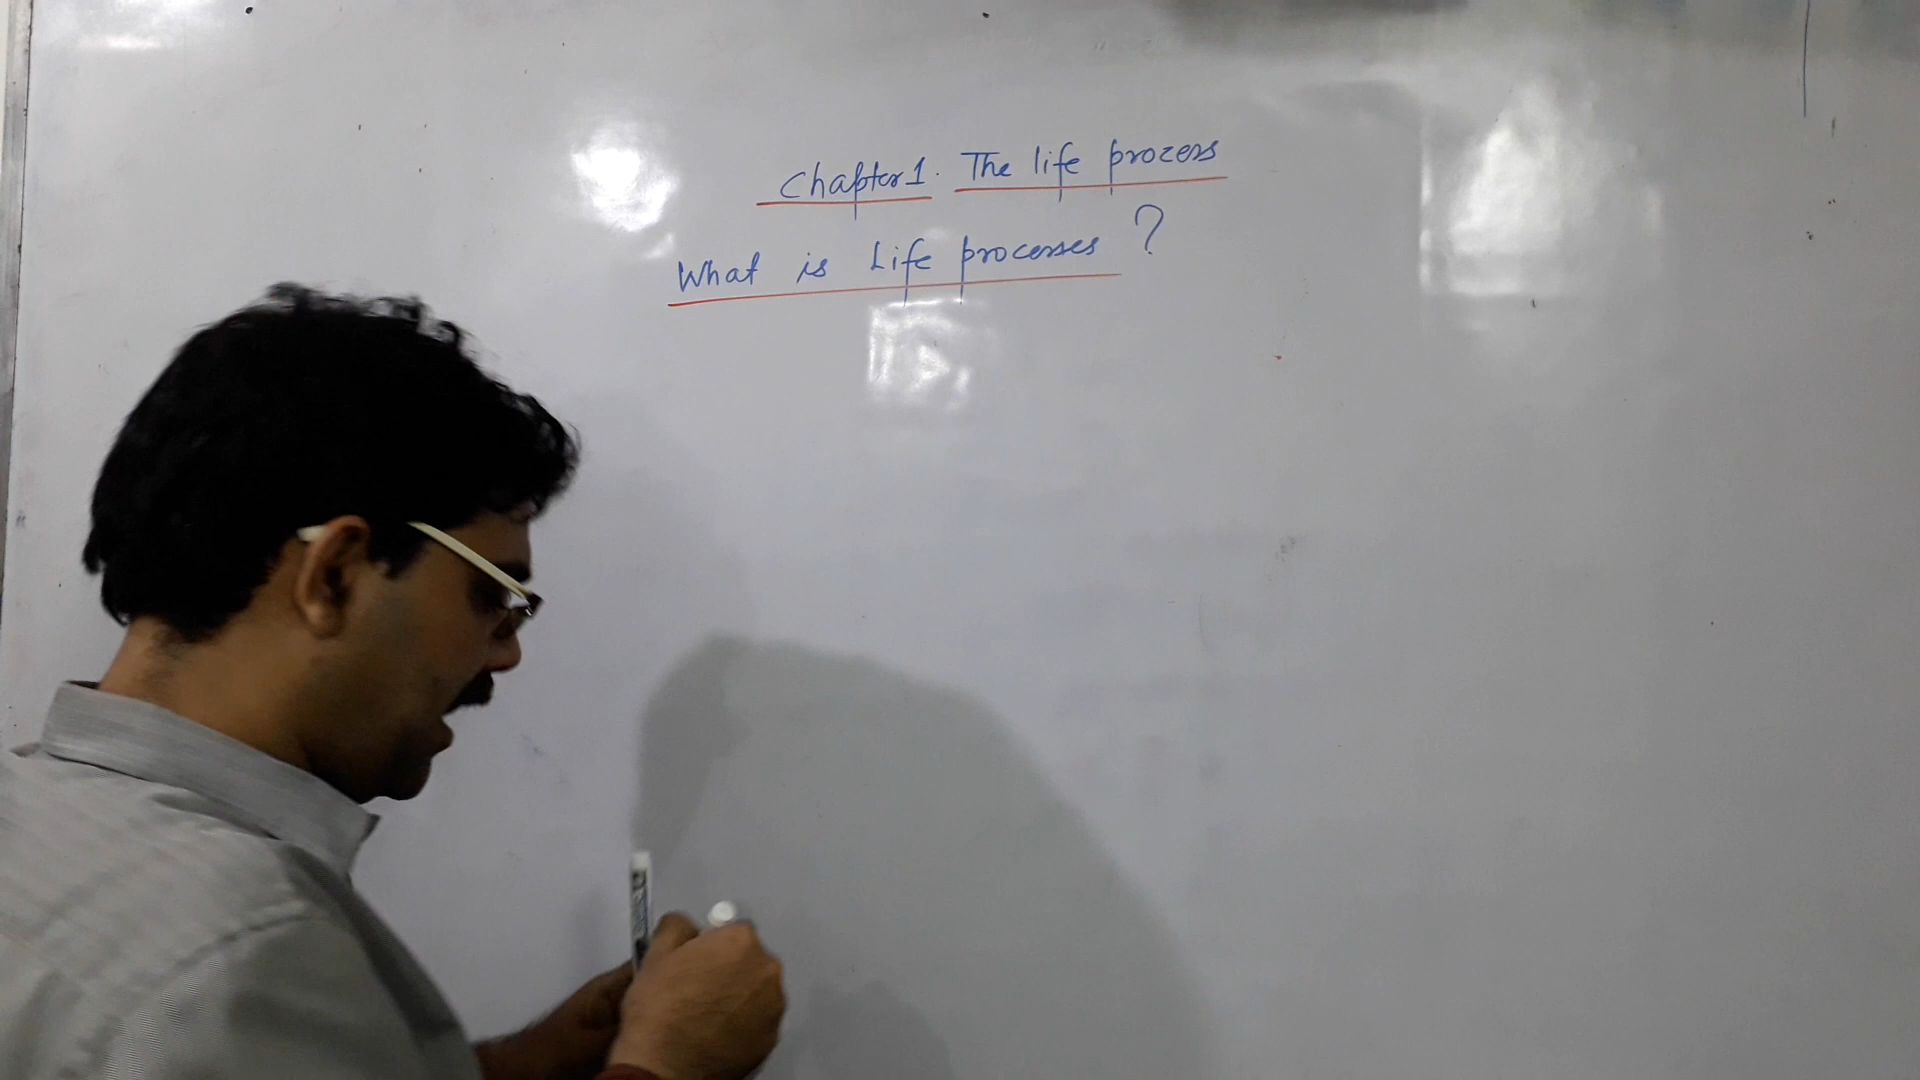 Chapter 1. The life process
What is Life processes ?